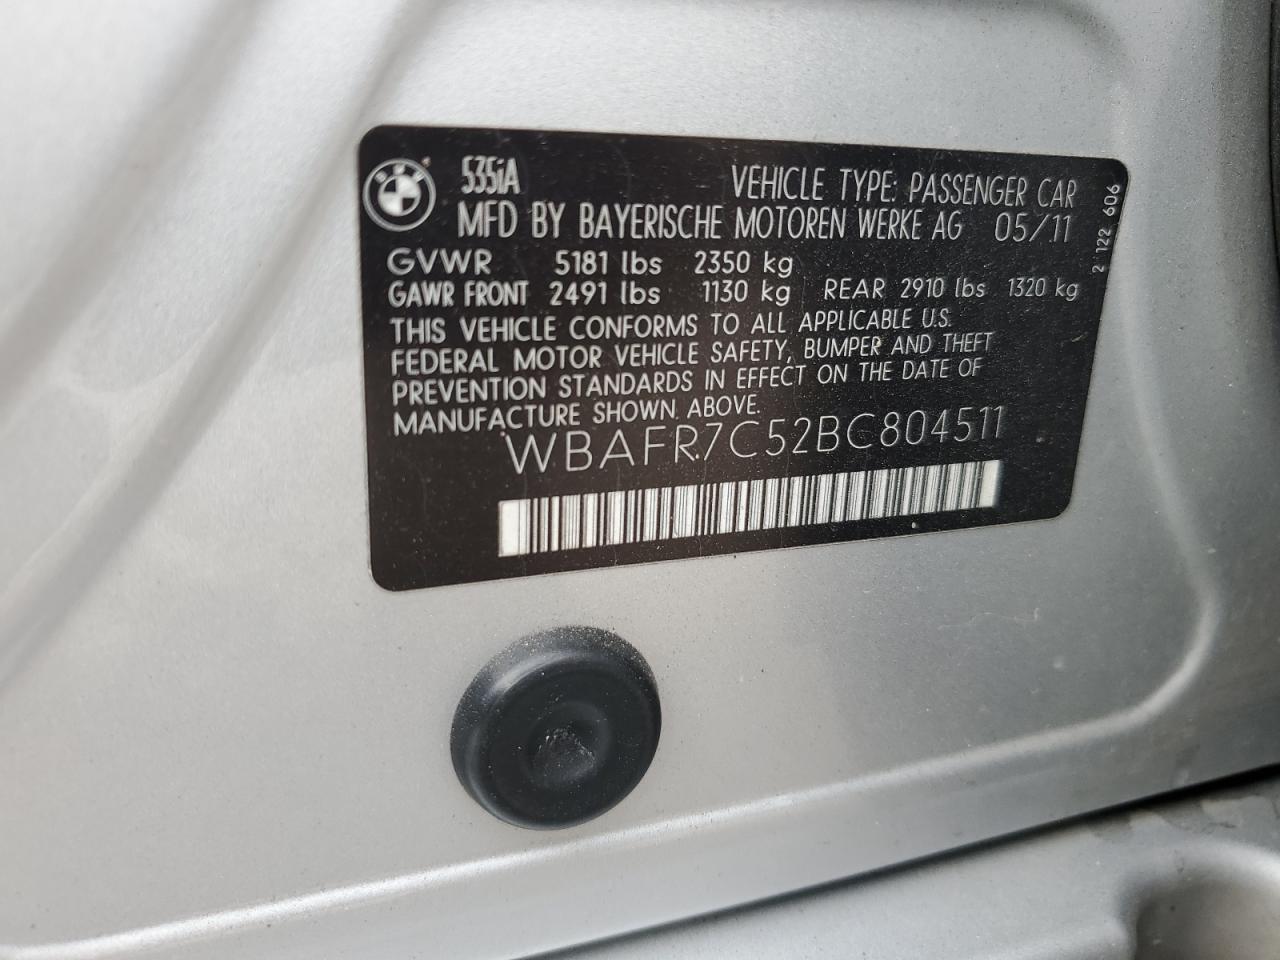 BMW
535iA VEHICLE TYPE: PASSENGER CAR
MFD BY BAYERISCHE MOTOREN WERKE AG 05/11
GVWR 5181 lbs 2350 kg
GAWR FRONT 2491 lbs 1130 kg REAR 2910 lbs 1320 kg
THIS VEHICLE CONFORMS TO ALL APPLICABLE U.S.
FEDERAL MOTOR VEHICLE SAFETY, BUMPER AND THEFT
PREVENTION STANDARDS IN EFFECT ON THE DATE OF
MANUFACTURE SHOWN ABOVE.
WBAFR7C52BC804511
2 122 606